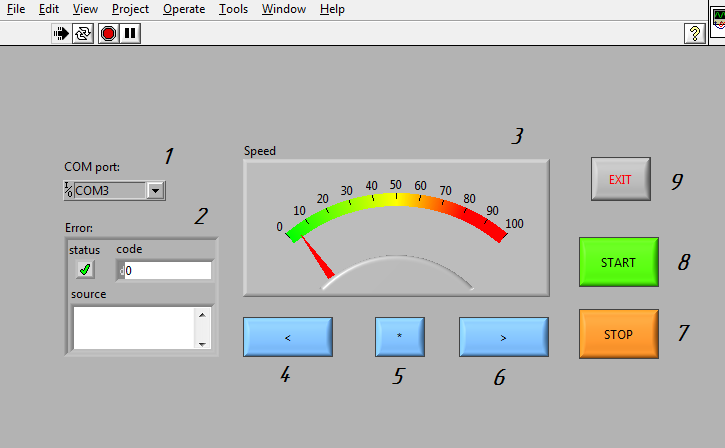 File Edit View Project Operate Tools Window Help
?
1
COM port:
I/O COM3
2
Error:
status code
d 0
source
3
Speed
0 10 20 30 40 50 60 70 80 90 100
< * >
4 5 6
EXIT
9
START
8
STOP
7